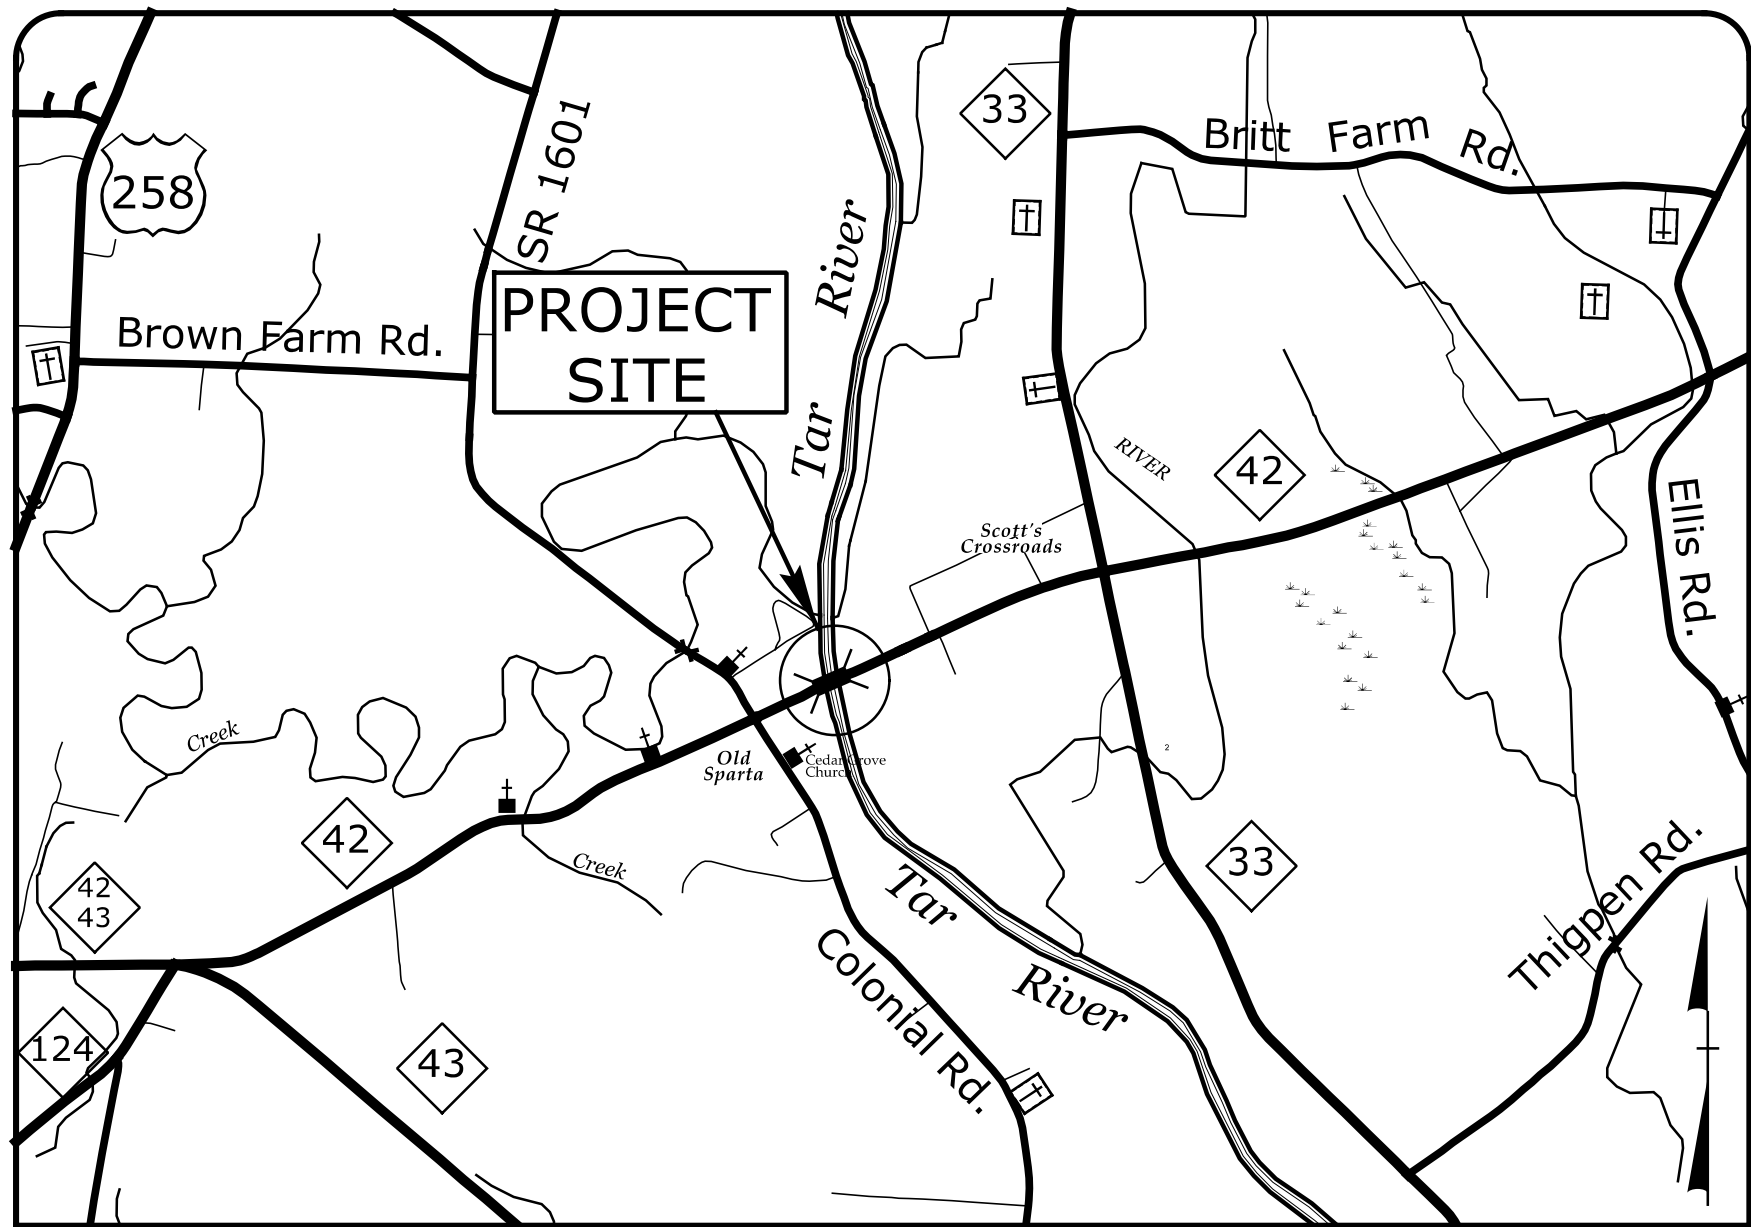 33
Britt Farm Rd.
SR 1601
258
River
Brown Farm Rd.
PROJECT
SITE
Tar
RIVER
42
Scott's
Crossroads
Ellis Rd.
2
Creek
Old
Sparta
Cedar Grove
Church
42
Creek
33
Thigpen Rd.
42
43
Tar
River
Colonial Rd.
124
43